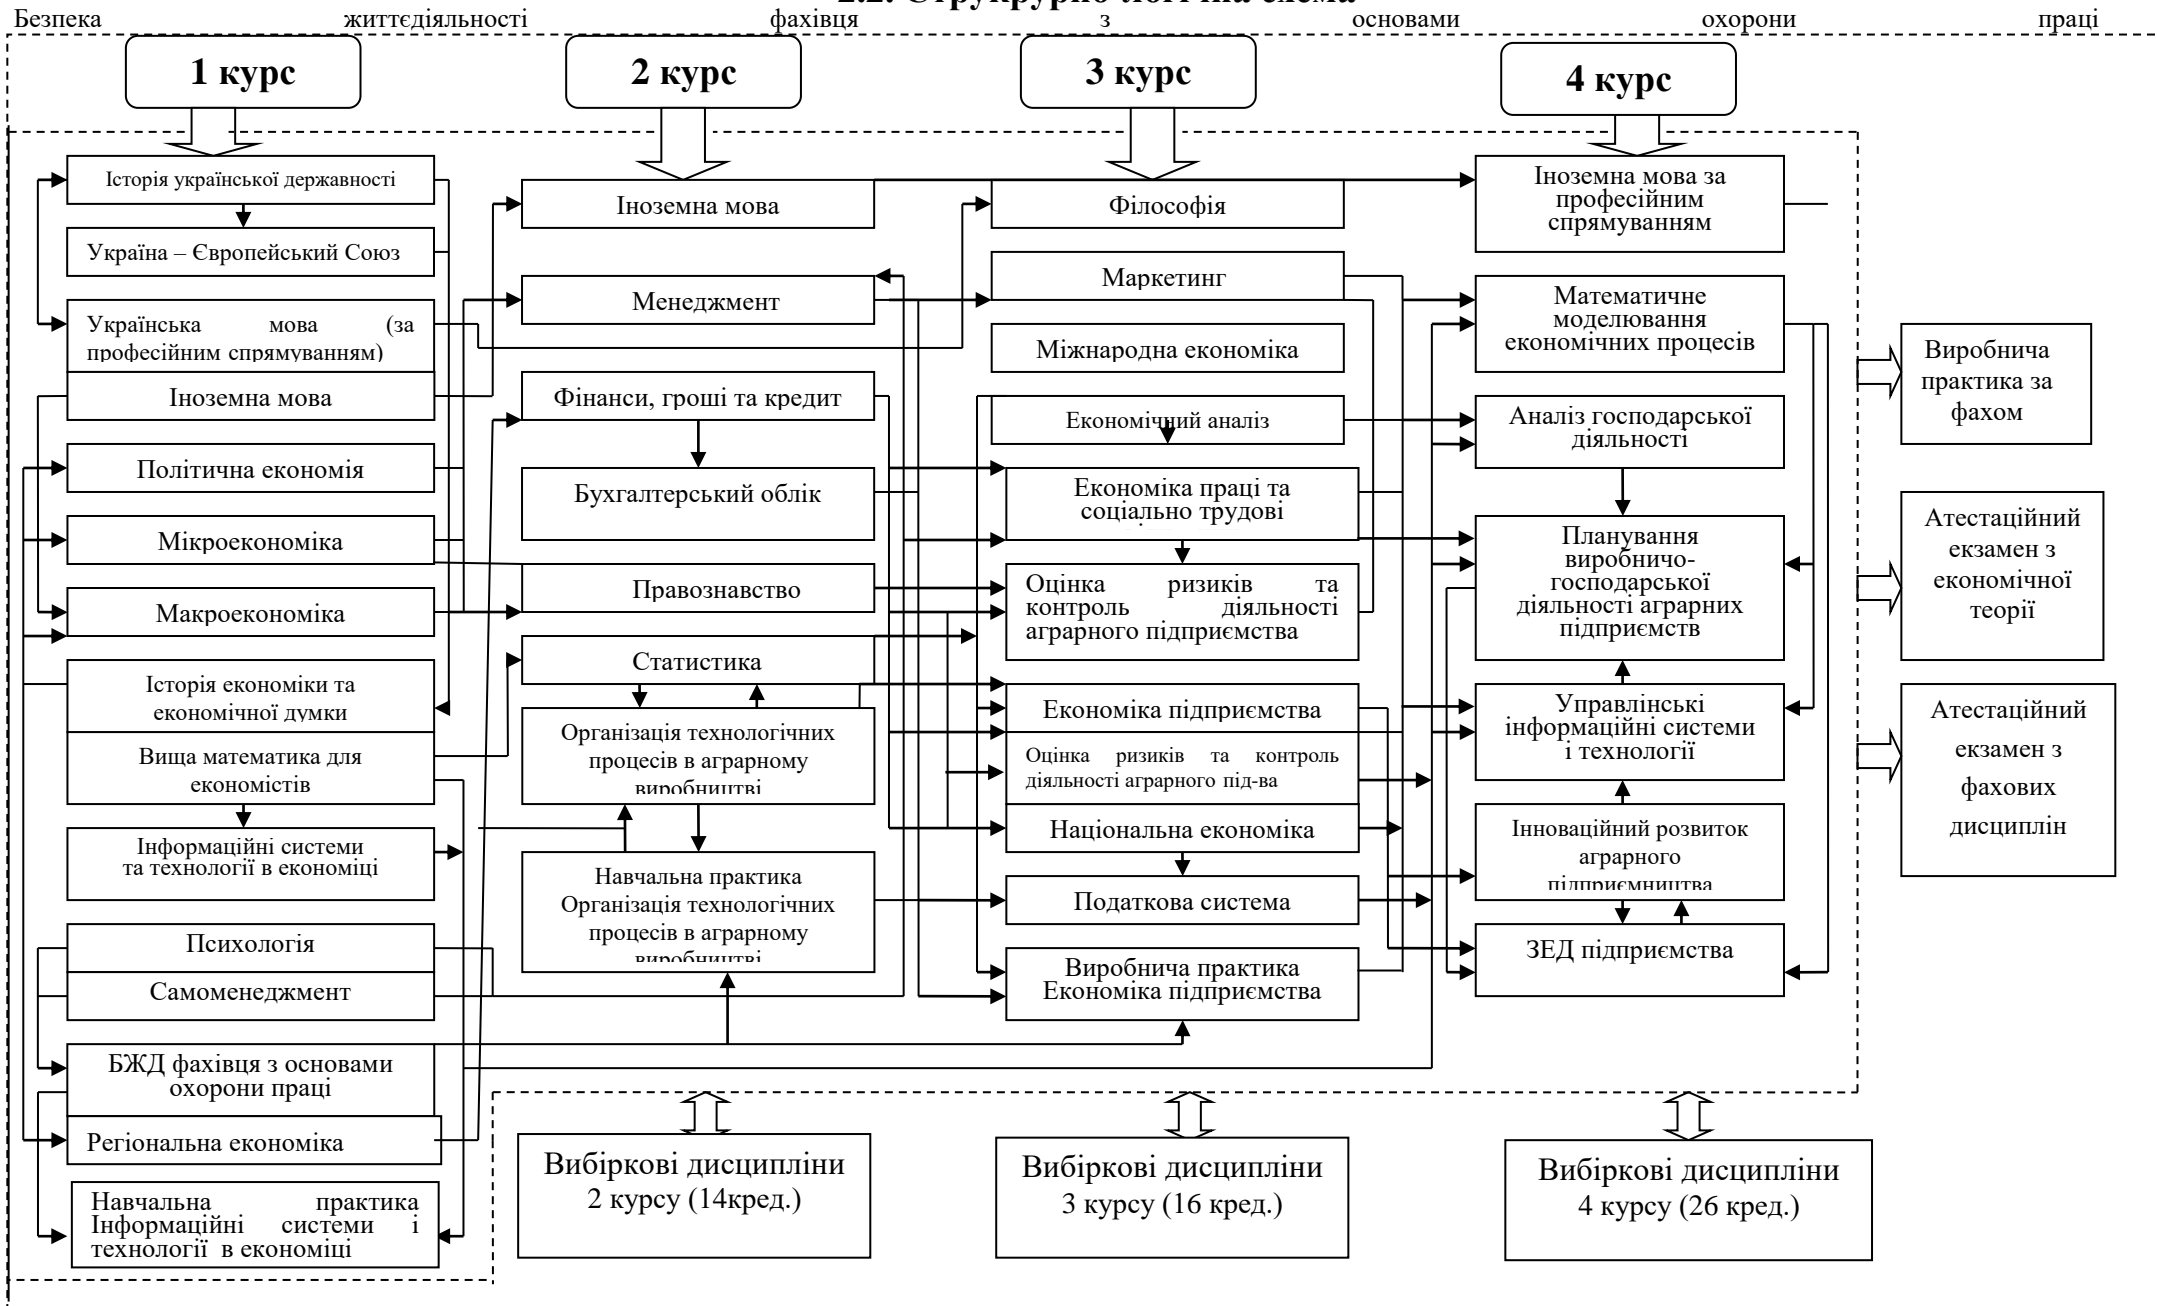 2.2. Структурно-логічна схема
Безпека життєдіяльності фахівця з основами охорони праці
1 курс
2 курс
3 курс
4 курс
Історія української державності
Україна – Європейський Союз
Українська мова (за
професійним спрямуванням)
Іноземна мова
Політична економія
Мікроекономіка
Макроекономіка
Історія економіки та
економічної думки
Вища математика для
економістів
Інформаційні системи
та технології в економіці
Психологія
Самоменеджмент
БЖД фахівця з основами
охорони праці
Регіональна економіка
Навчальна практика
Інформаційні системи і
технології в економіці
Іноземна мова
Менеджмент
Фінанси, гроші та кредит
Бухгалтерський облік
Правознавство
Статистика
Організація технологічних
процесів в аграрному
виробництві
Навчальна практика
Організація технологічних
процесів в аграрному
виробництві
Вибіркові дисципліни
2 курсу (14кред.)
Філософія
Маркетинг
Міжнародна економіка
Економічний аналіз
Економіка праці та
соціально трудові
Оцінка ризиків та
контроль діяльності
аграрного підприємства
Економіка підприємства
Оцінка ризиків та контроль
діяльності аграрного під-ва
Національна економіка
Податкова система
Виробнича практика
Економіка підприємства
Вибіркові дисципліни
3 курсу (16 кред.)
Іноземна мова за
професійним
спрямуванням
Математичне
моделювання
економічних процесів
Аналіз господарської
діяльності
Планування
виробничо-
господарської
діяльності аграрних
підприємств
Управлінські
інформаційні системи
і технології
Інноваційний розвиток
аграрного
підприємництва
ЗЕД підприємства
Вибіркові дисципліни
4 курсу (26 кред.)
Виробнича
практика за
фахом
Атестаційний
екзамен з
економічної
теорії
Атестаційний
екзамен з
фахових
дисциплін